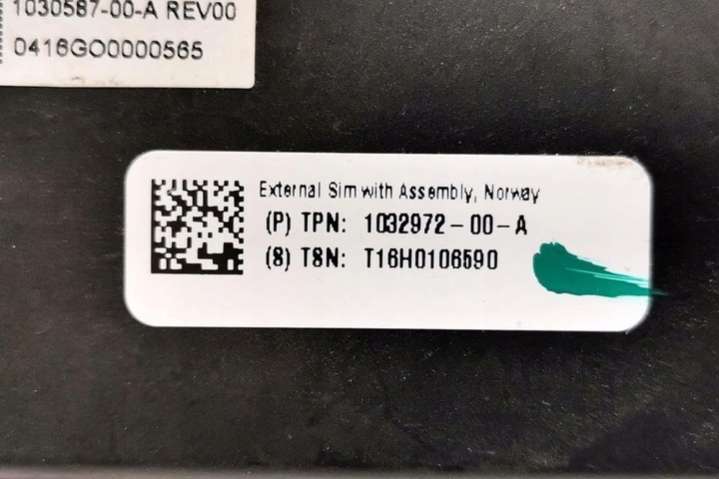 1030587-00-A REV00
0416GO0000565
External Sim with Assembly, Norway
(P) TPN: 1032972-00-A
(8) T8N: T16H0106590